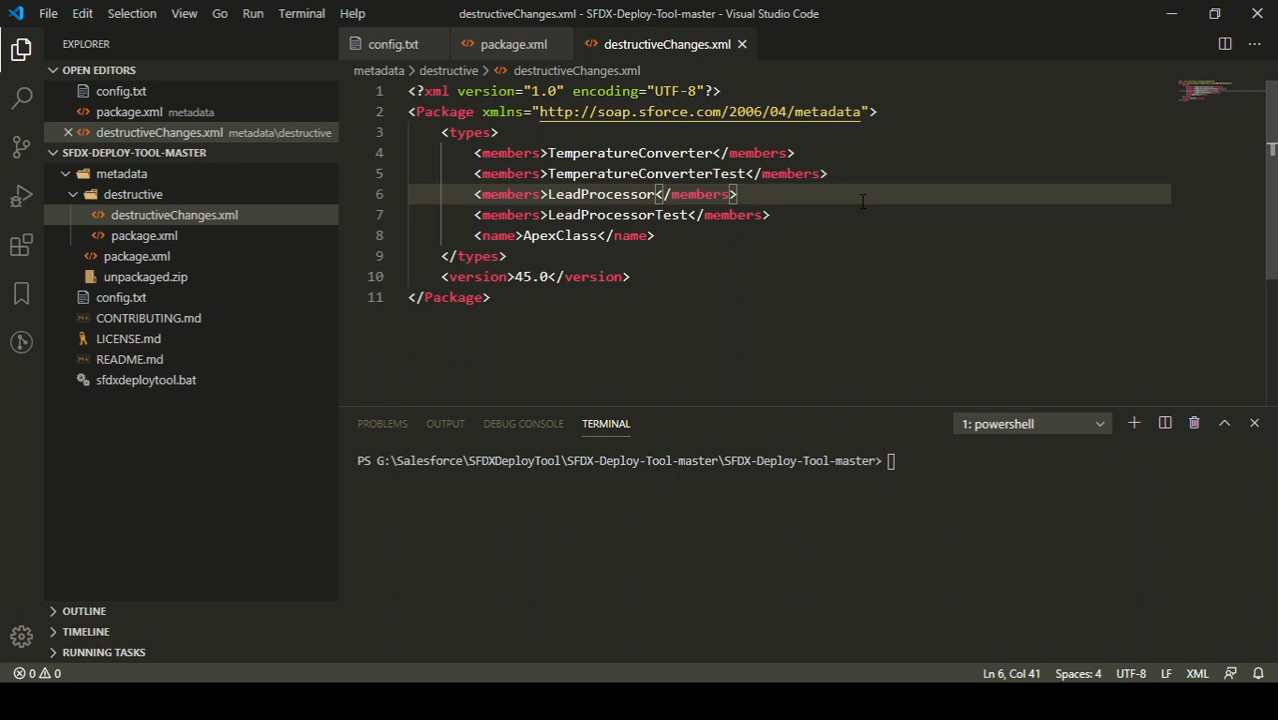 File Edit Selection View Go Run Terminal Help destructiveChanges.xml - SFDX-Deploy-Tool-master - Visual Studio Code
EXPLORER
OPEN EDITORS
config.txt
package.xml metadata
destructiveChanges.xml metadata\destructive
SFDX-DEPLOY-TOOL-MASTER
metadata
destructive
destructiveChanges.xml
package.xml
package.xml
unpackaged.zip
config.txt
CONTRIBUTING.md
LICENSE.md
README.md
sfdxdeploytool.bat
OUTLINE
TIMELINE
RUNNING TASKS
config.txt package.xml destructiveChanges.xml
metadata > destructive > destructiveChanges.xml
1 <?xml version="1.0" encoding="UTF-8"?>
2 <Package xmlns="http://soap.sforce.com/2006/04/metadata">
3 <types>
4 <members>TemperatureConverter</members>
5 <members>TemperatureConverterTest</members>
6 <members>LeadProcessor</members>
7 <members>LeadProcessorTest</members>
8 <name>ApexClass</name>
9 </types>
10 <version>45.0</version>
11 </Package>
PROBLEMS OUTPUT DEBUG CONSOLE TERMINAL 1: powershell
PS G:\Salesforce\SFDXDeployTool\SFDX-Deploy-Tool-master\SFDX-Deploy-Tool-master>
0 0 Ln 6, Col 41 Spaces: 4 UTF-8 LF XML